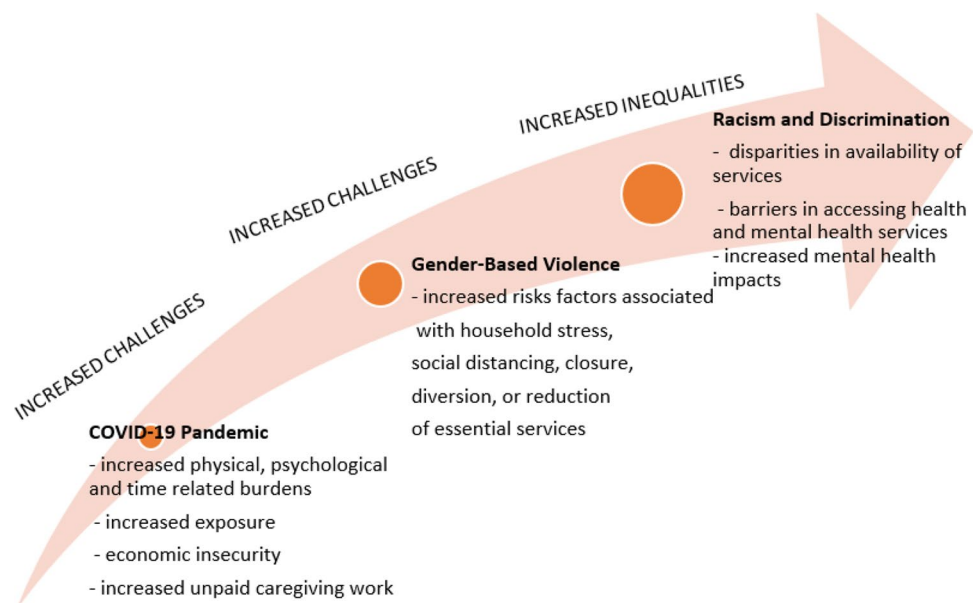 INCREASED INEQUALITIES
Racism and Discrimination
- disparities in availability of
services
- barriers in accessing health
and mental health services
- increased mental health
impacts
INCREASED CHALLENGES
Gender-Based Violence
- increased risks factors associated
with household stress,
social distancing, closure,
diversion, or reduction
of essential services
INCREASED CHALLENGES
COVID-19 Pandemic
- increased physical, psychological
and time related burdens
- increased exposure
- economic insecurity
- increased unpaid caregiving work